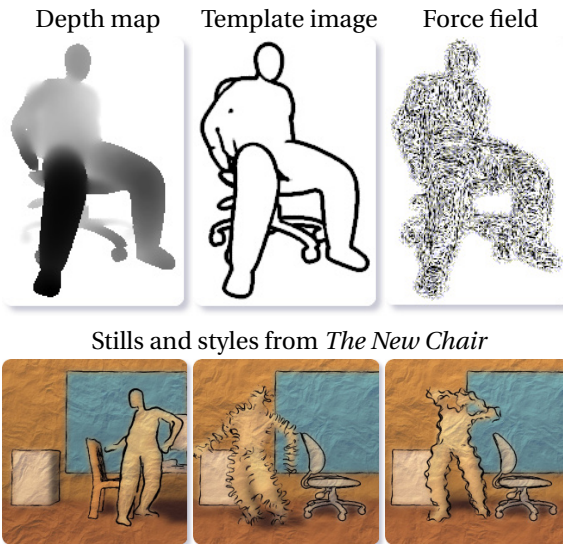 Depth map Template image Force field
Stills and styles from The New Chair